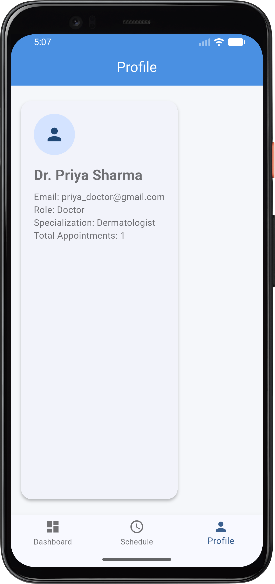 5:07
Profile
Dr. Priya Sharma
Email: priya_doctor@gmail.com
Role: Doctor
Specialization: Dermatologist
Total Appointments: 1
Dashboard
Schedule
Profile